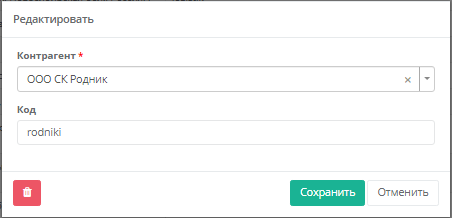 Редактировать
Контрагент *
ООО СК Родник ×
Код
rodniki
Сохранить Отменить